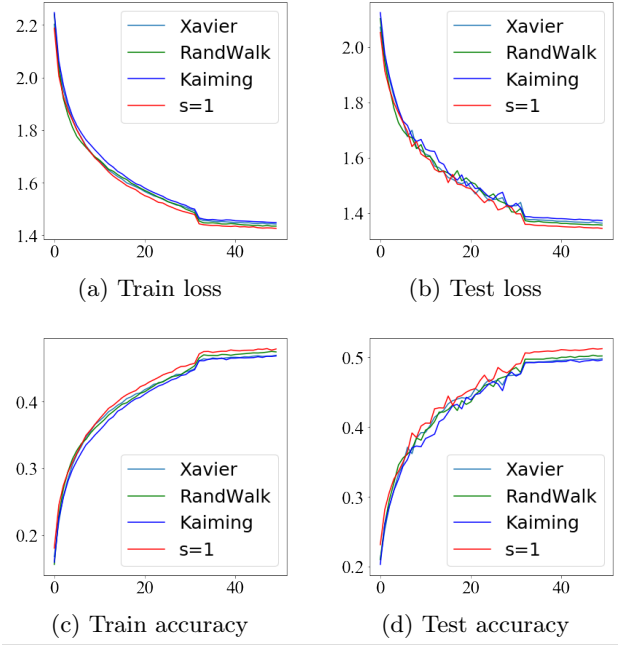 2.2
2.0
1.8
1.6
1.4
0
20
40
Xavier
RandWalk
Kaiming
s=1
(a) Train loss
2.0
1.8
1.6
1.4
0
20
40
Xavier
RandWalk
Kaiming
s=1
(b) Test loss
0.4
0.3
0.2
0
20
40
Xavier
RandWalk
Kaiming
s=1
(c) Train accuracy
0.5
0.4
0.3
0.2
0
20
40
Xavier
RandWalk
Kaiming
s=1
(d) Test accuracy